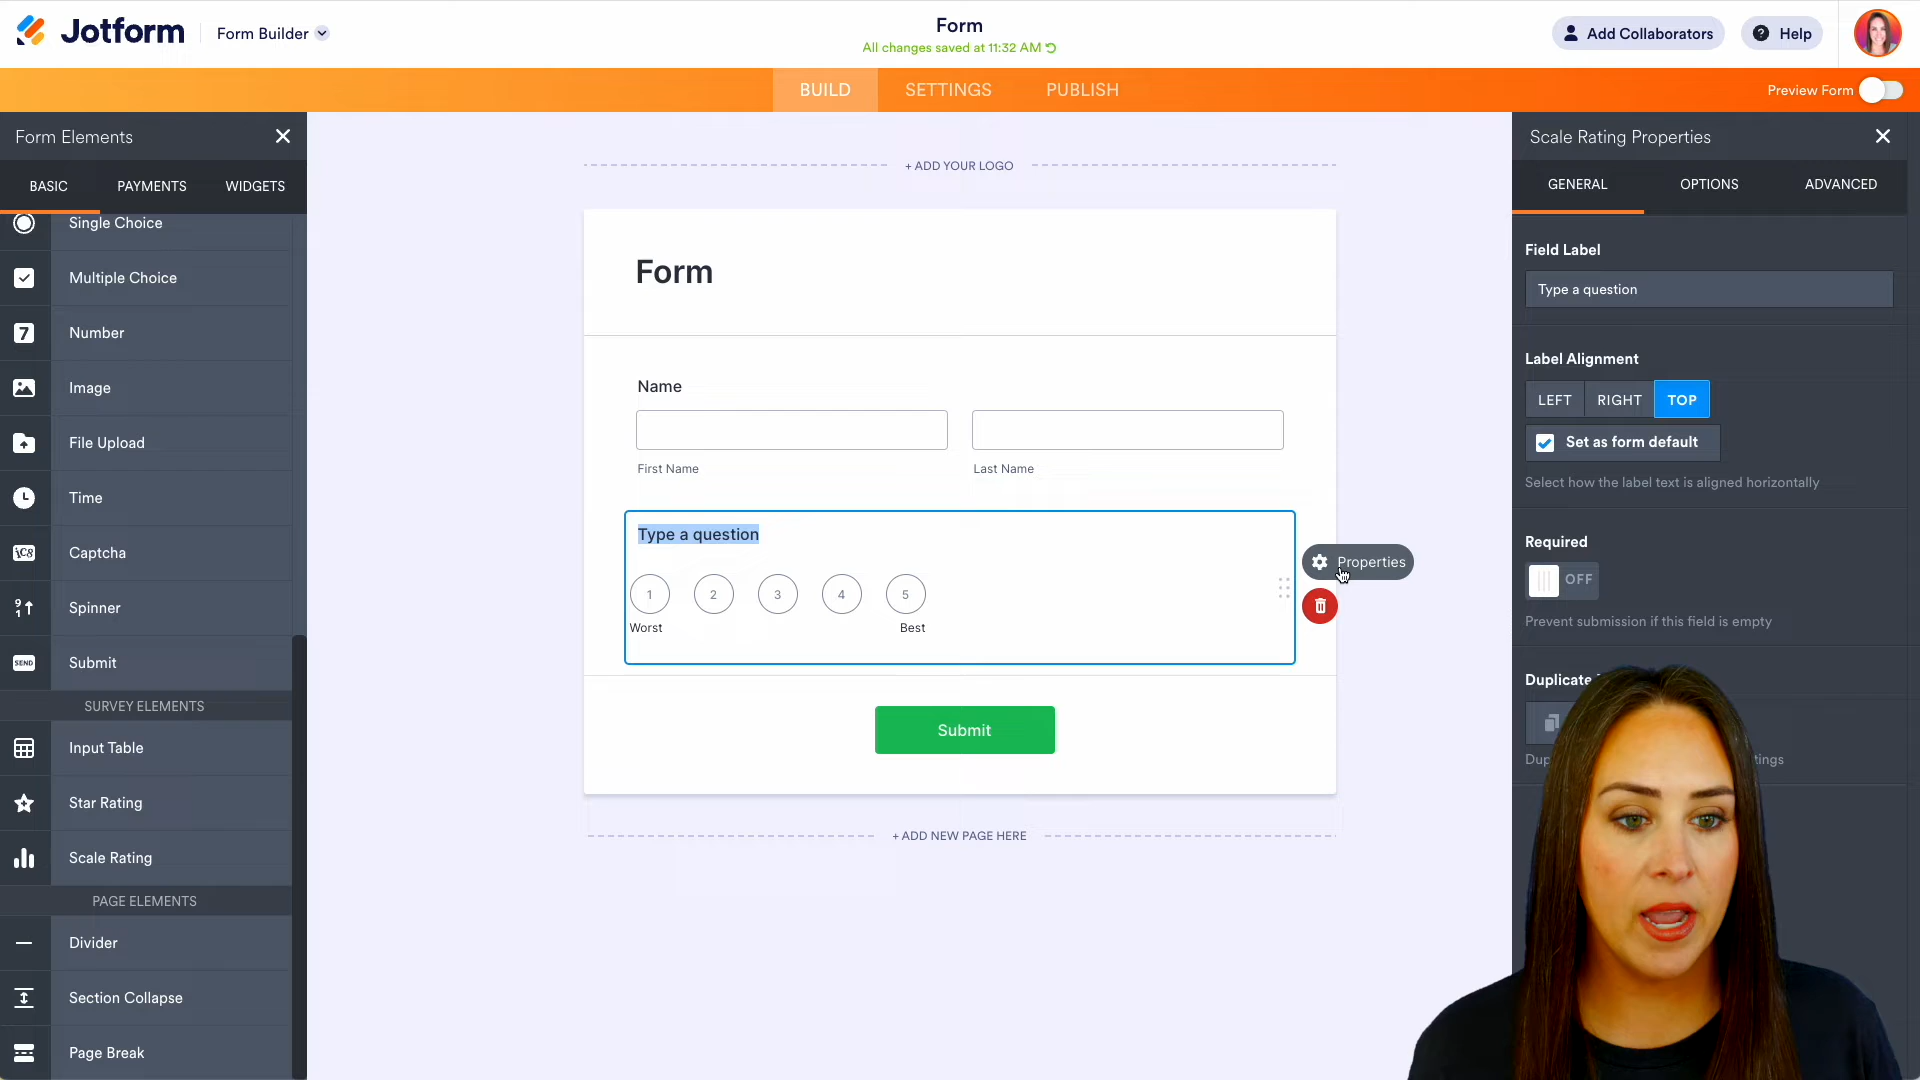 Jotform
Form Builder
Form
All changes saved at 11:32 AM
Add Collaborators
Help
BUILD
SETTINGS
PUBLISH
Preview Form
Form Elements
BASIC
PAYMENTS
WIDGETS
Single Choice
Multiple Choice
7
Number
Image
File Upload
Time
Captcha
Spinner
SEND
Submit
SURVEY ELEMENTS
Input Table
Star Rating
Scale Rating
PAGE ELEMENTS
Divider
Section Collapse
Page Break
+ ADD YOUR LOGO
Form
Name
First Name
Last Name
Type a question
1
2
3
4
5
Worst
Best
Properties
Submit
+ ADD NEW PAGE HERE
Scale Rating Properties
GENERAL
OPTIONS
ADVANCED
Field Label
Type a question
Label Alignment
LEFT
RIGHT
TOP
Set as form default
Select how the label text is aligned horizontally
Required
OFF
Prevent submission if this field is empty
Duplicate